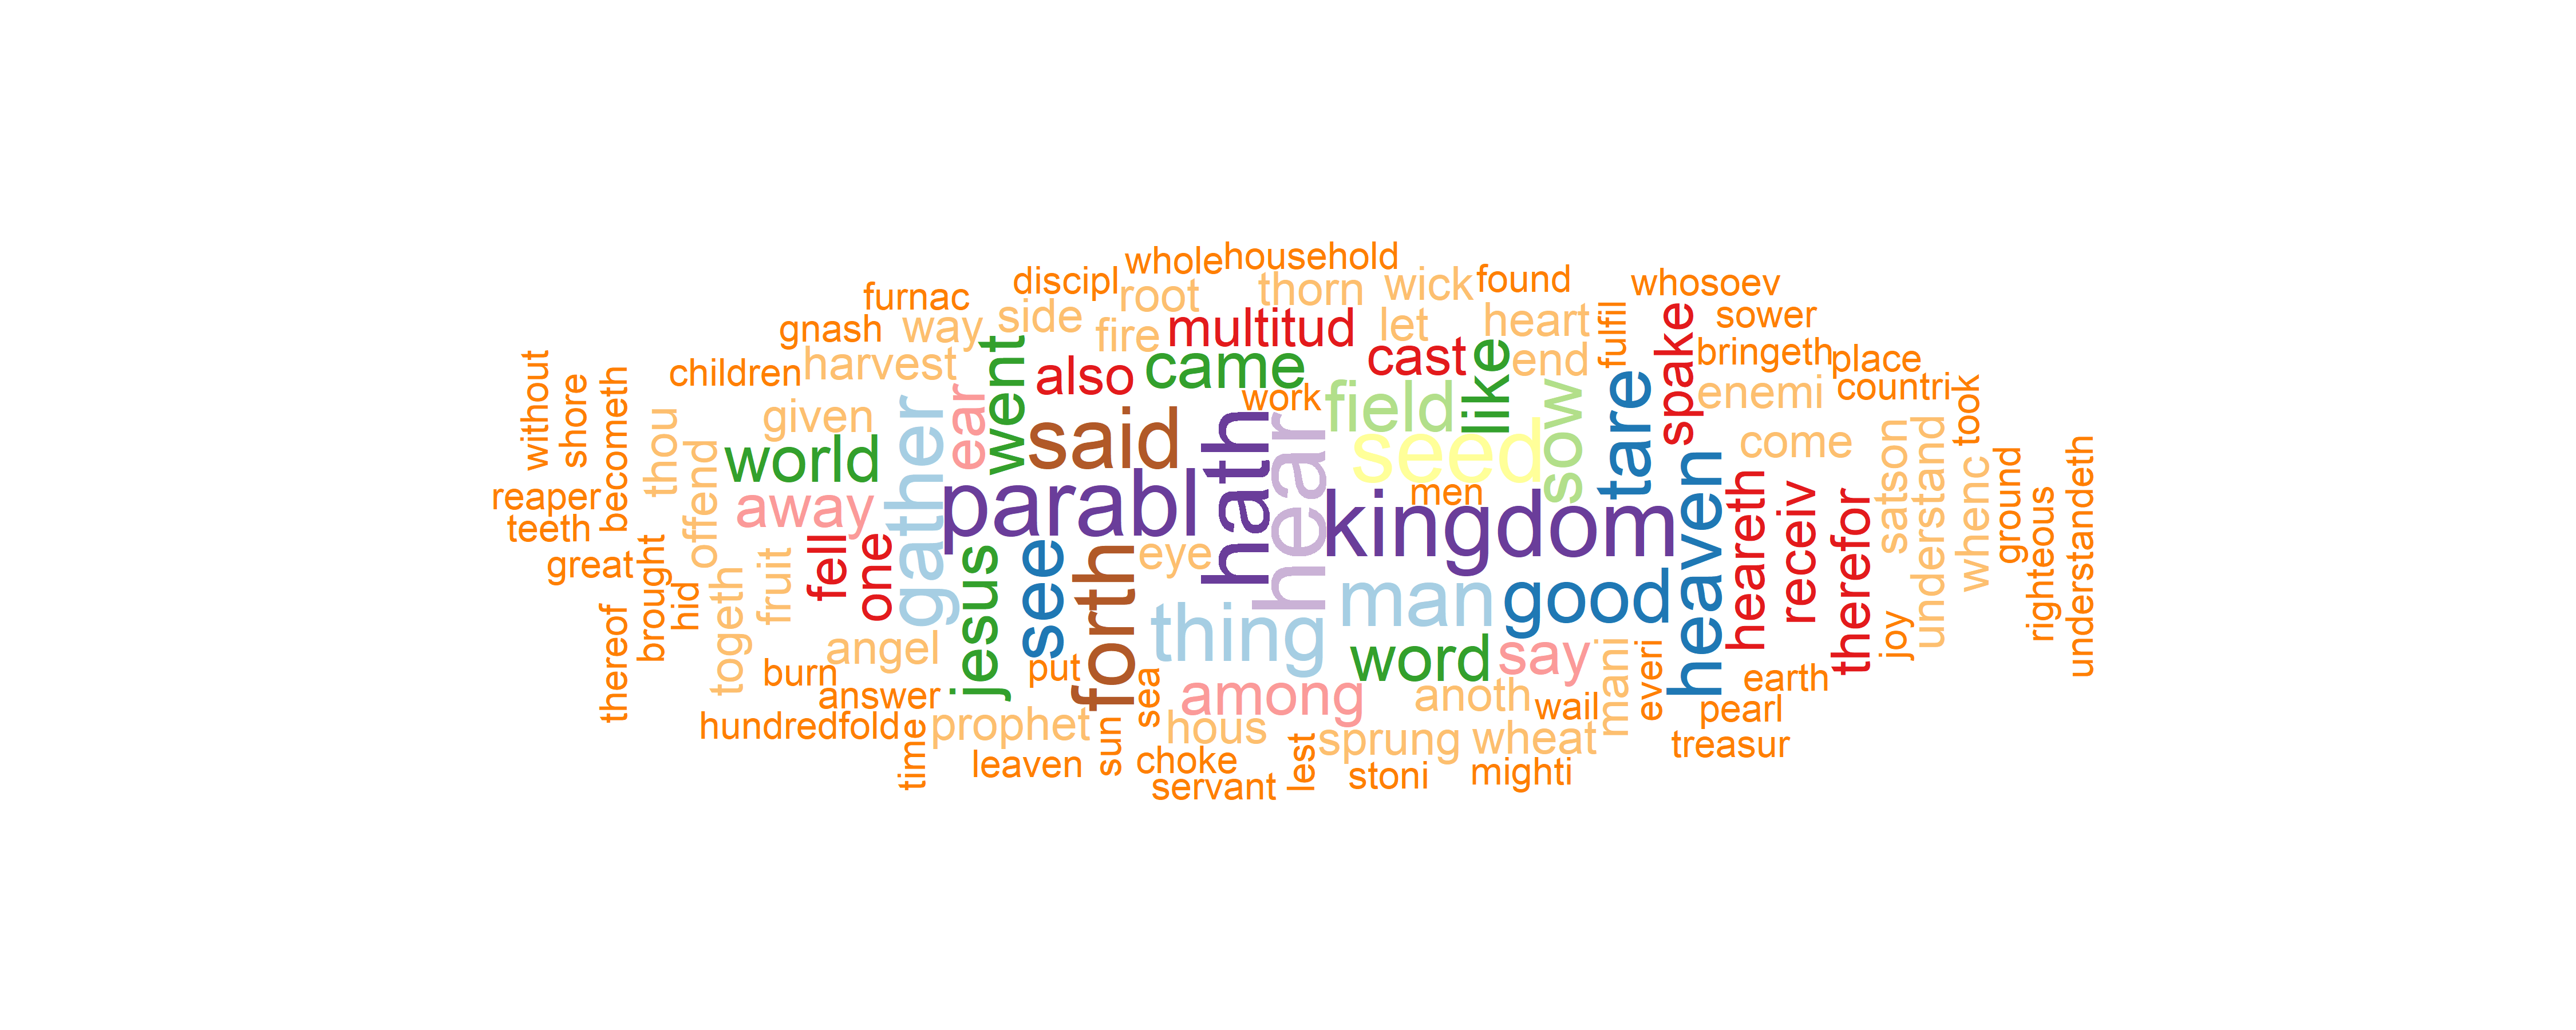 whole household
discipl
furnac
root
thorn
wick
found
whosoev
gnash
way
side
fire
multitud
let
heart
fulfil
spake
sower
children
harvest
went
also
came
cast
like
end
bringeth
place
without
shore
becometh
given
ear
work
field
sow
tare
enemi
countri
took
thou
offend
world
gather
said
hath
hear
seed
come
satson
understand
reaper
away
parabl
men
kingdom
heaven
heareth
receiv
therefor
whenc
ground
righteous
understandeth
teeth
great
brought
hid
togeth
fruit
fell
one
jesus
see
forth
eye
thing
man
good
joy
thereof
angel
word
say
mani
everi
burn
put
sea
among
anoth
wail
earth
answer
pearl
hundredfold
time
prophet
sun
hous
lest
sprung
wheat
treasur
leaven
choke
stoni
mighti
servant